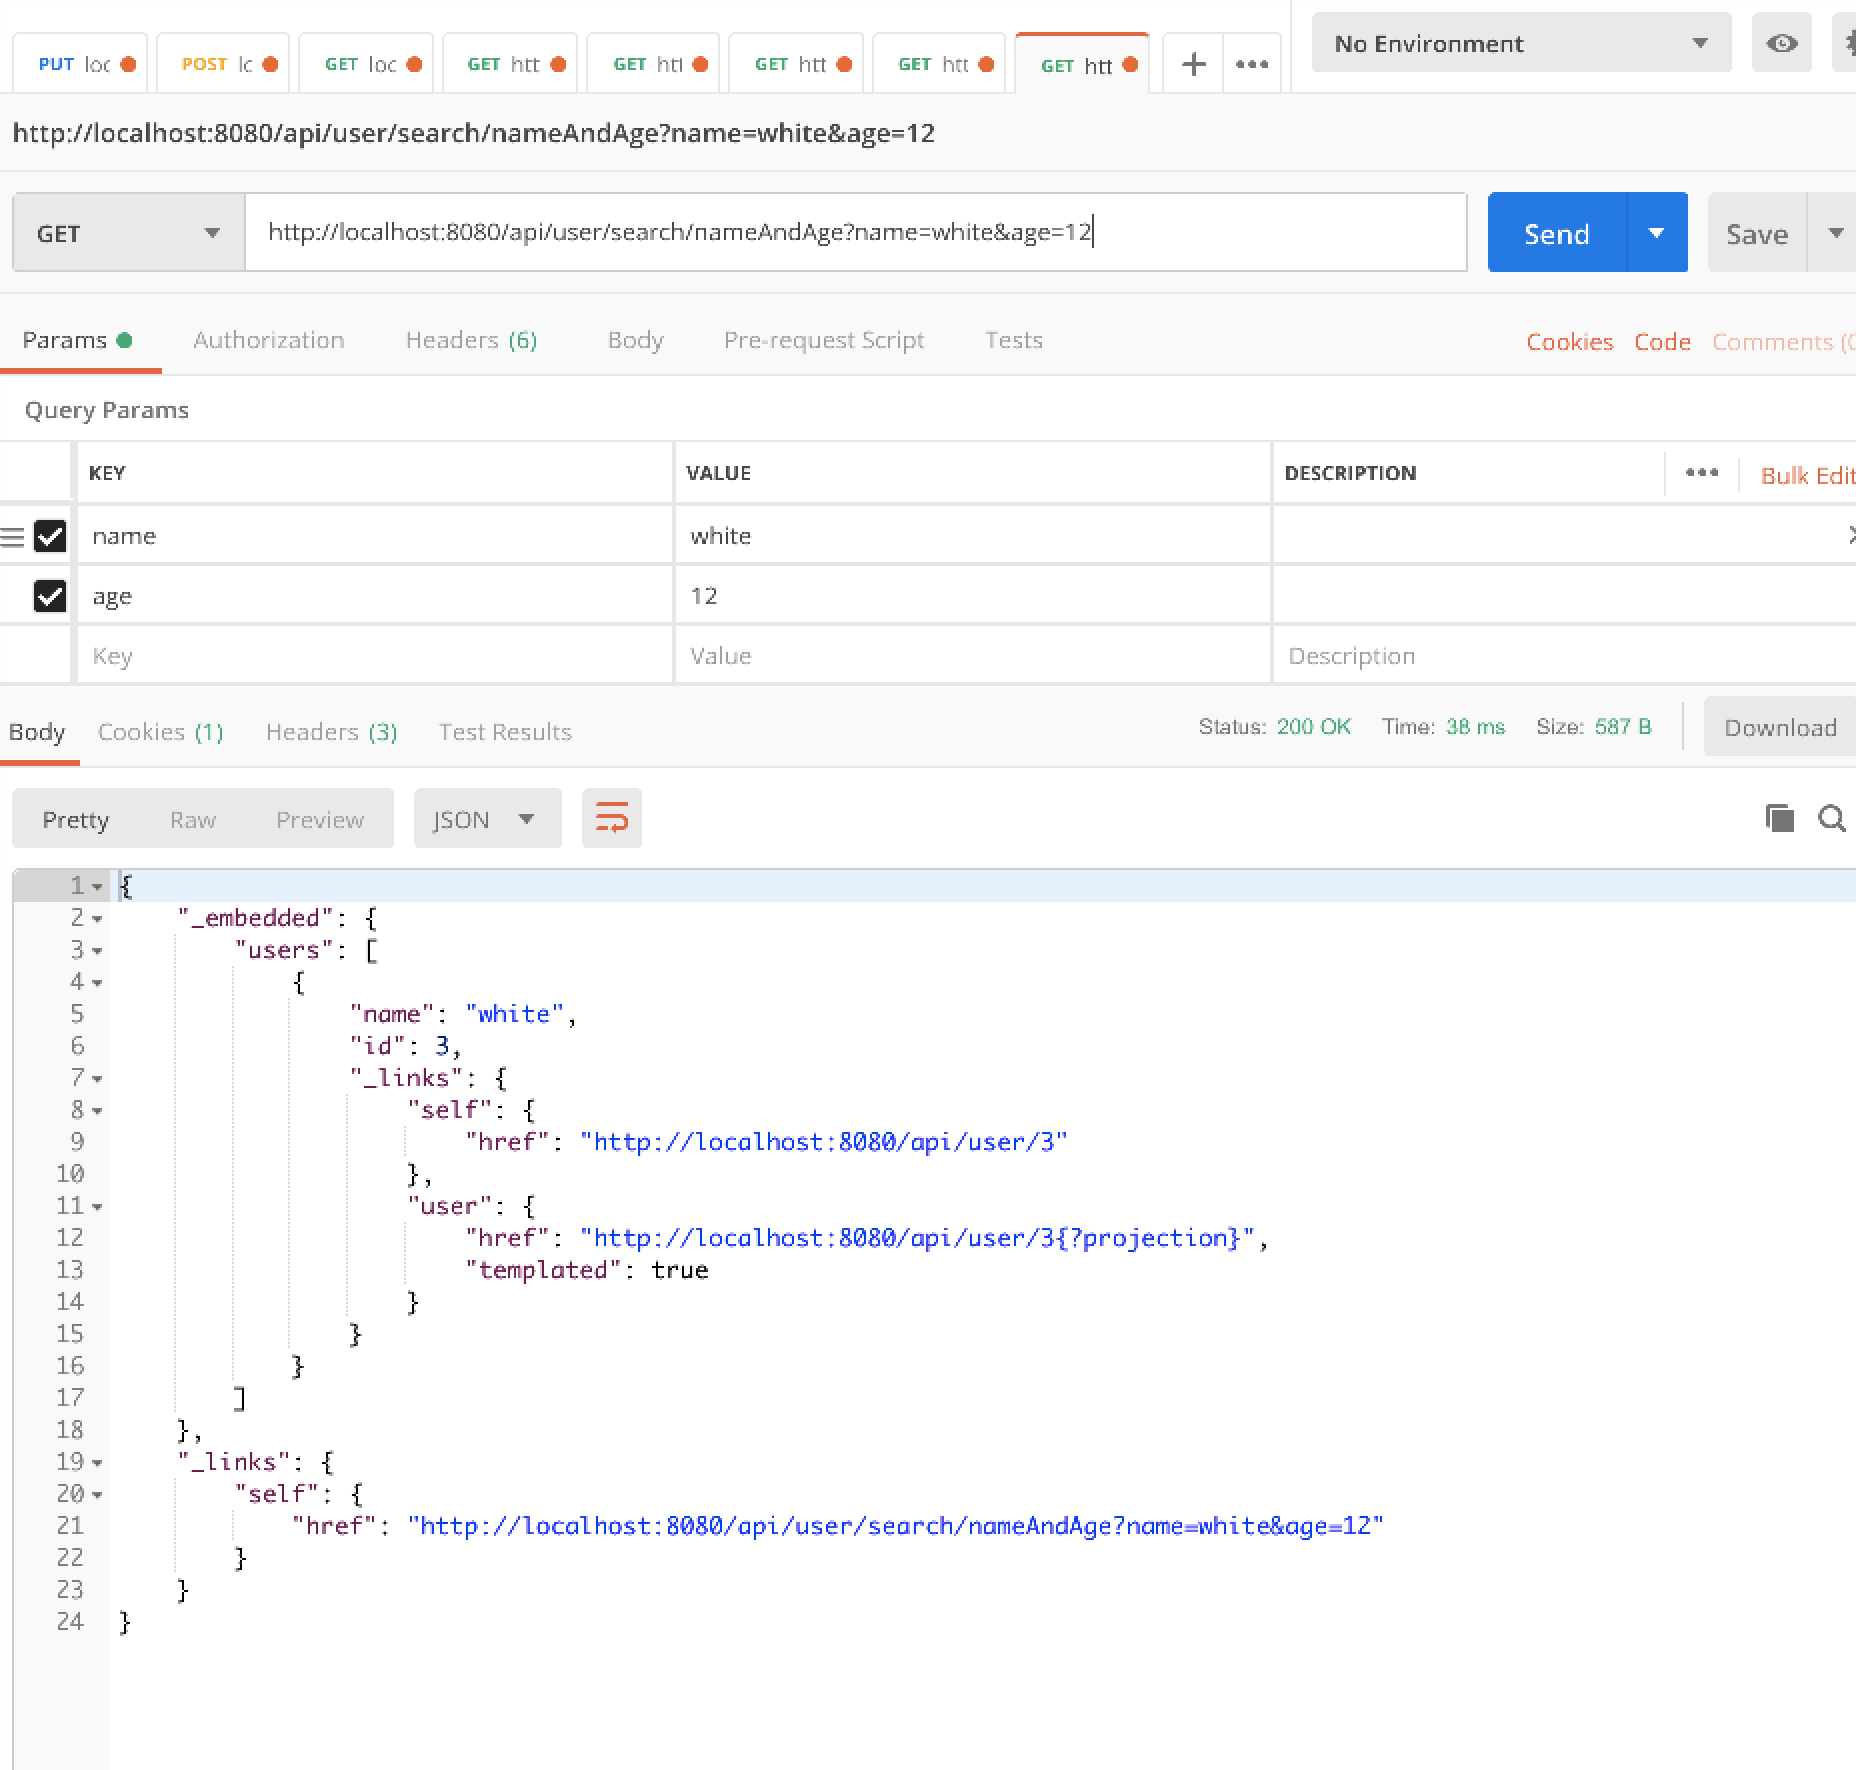 PUT loc POST lc GET loc GET htt GET htt GET htt GET htt GET htt + ••• No Environment
http://localhost:8080/api/user/search/nameAndAge?name=white&age=12
GET http://localhost:8080/api/user/search/nameAndAge?name=white&age=12 Send Save
Params Authorization Headers (6) Body Pre-request Script Tests Cookies Code Comments (0
Query Params
KEY VALUE DESCRIPTION ••• Bulk Edit
name white
age 12
Key Value Description
Body Cookies (1) Headers (3) Test Results Status: 200 OK Time: 38 ms Size: 587 B Download
Pretty Raw Preview JSON
1 {
2 "_embedded": {
3 "users": [
4 {
5 "name": "white",
6 "id": 3,
7 "_links": {
8 "self": {
9 "href": "http://localhost:8080/api/user/3"
10 },
11 "user": {
12 "href": "http://localhost:8080/api/user/3{?projection}",
13 "templated": true
14 }
15 }
16 }
17 ]
18 },
19 "_links": {
20 "self": {
21 "href": "http://localhost:8080/api/user/search/nameAndAge?name=white&age=12"
22 }
23 }
24 }